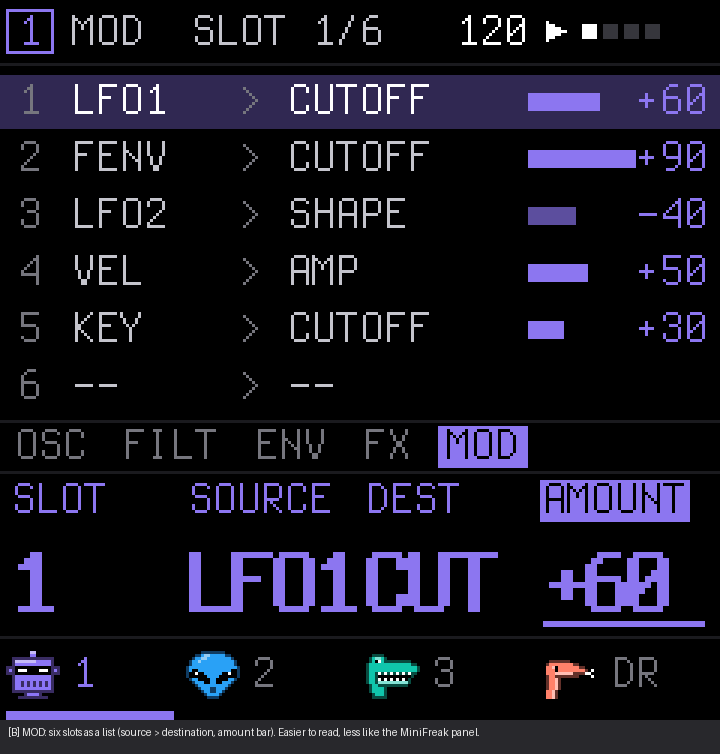 1 MOD SLOT 1/6 120
1 LFO1 > CUTOFF +60
2 FENV > CUTOFF +90
3 LFO2 > SHAPE -40
4 VEL > AMP +50
5 KEY > CUTOFF +30
6 -- > --
OSC FILT ENV FX MOD
SLOT SOURCE DEST AMOUNT
1 LFO1 CUT +60
1 2 3 DR
[B] MOD: six slots as a list (source > destination, amount bar). Easier to read, less like the MiniFreak panel.